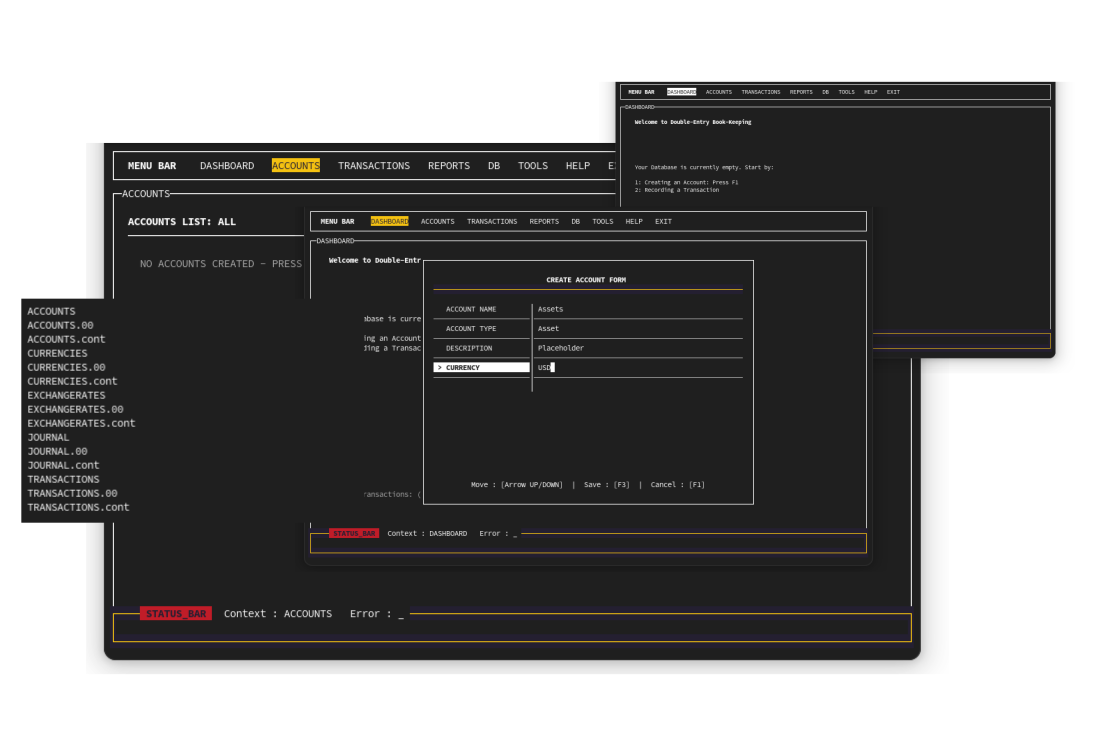 MENU BAR DASHBOARD ACCOUNTS TRANSACTIONS REPORTS DB TOOLS HELP EXIT
DASHBOARD
Welcome to Double-Entry Book-Keeping
Your Database is currently empty. Start by:
1: Creating an Account: Press F1
2: Recording a Transaction
MENU BAR DASHBOARD ACCOUNTS TRANSACTIONS REPORTS DB TOOLS HELP
ACCOUNTS
ACCOUNTS LIST: ALL
NO ACCOUNTS CREATED - PRESS
MENU BAR DASHBOARD ACCOUNTS TRANSACTIONS REPORTS DB TOOLS HELP EXIT
DASHBOARD
Welcome to Double-Entr
base is curre
ing an Account
ing a Transac
ransactions: (
CREATE ACCOUNT FORM
ACCOUNT NAME Assets
ACCOUNT TYPE Asset
DESCRIPTION Placeholder
> CURRENCY USD
Move : [Arrow UP/DOWN] | Save : [F3] | Cancel : [F1]
STATUS_BAR Context : DASHBOARD Error : _
ACCOUNTS
ACCOUNTS.00
ACCOUNTS.cont
CURRENCIES
CURRENCIES.00
CURRENCIES.cont
EXCHANGERATES
EXCHANGERATES.00
EXCHANGERATES.cont
JOURNAL
JOURNAL.00
JOURNAL.cont
TRANSACTIONS
TRANSACTIONS.00
TRANSACTIONS.cont
STATUS_BAR Context : ACCOUNTS Error : _